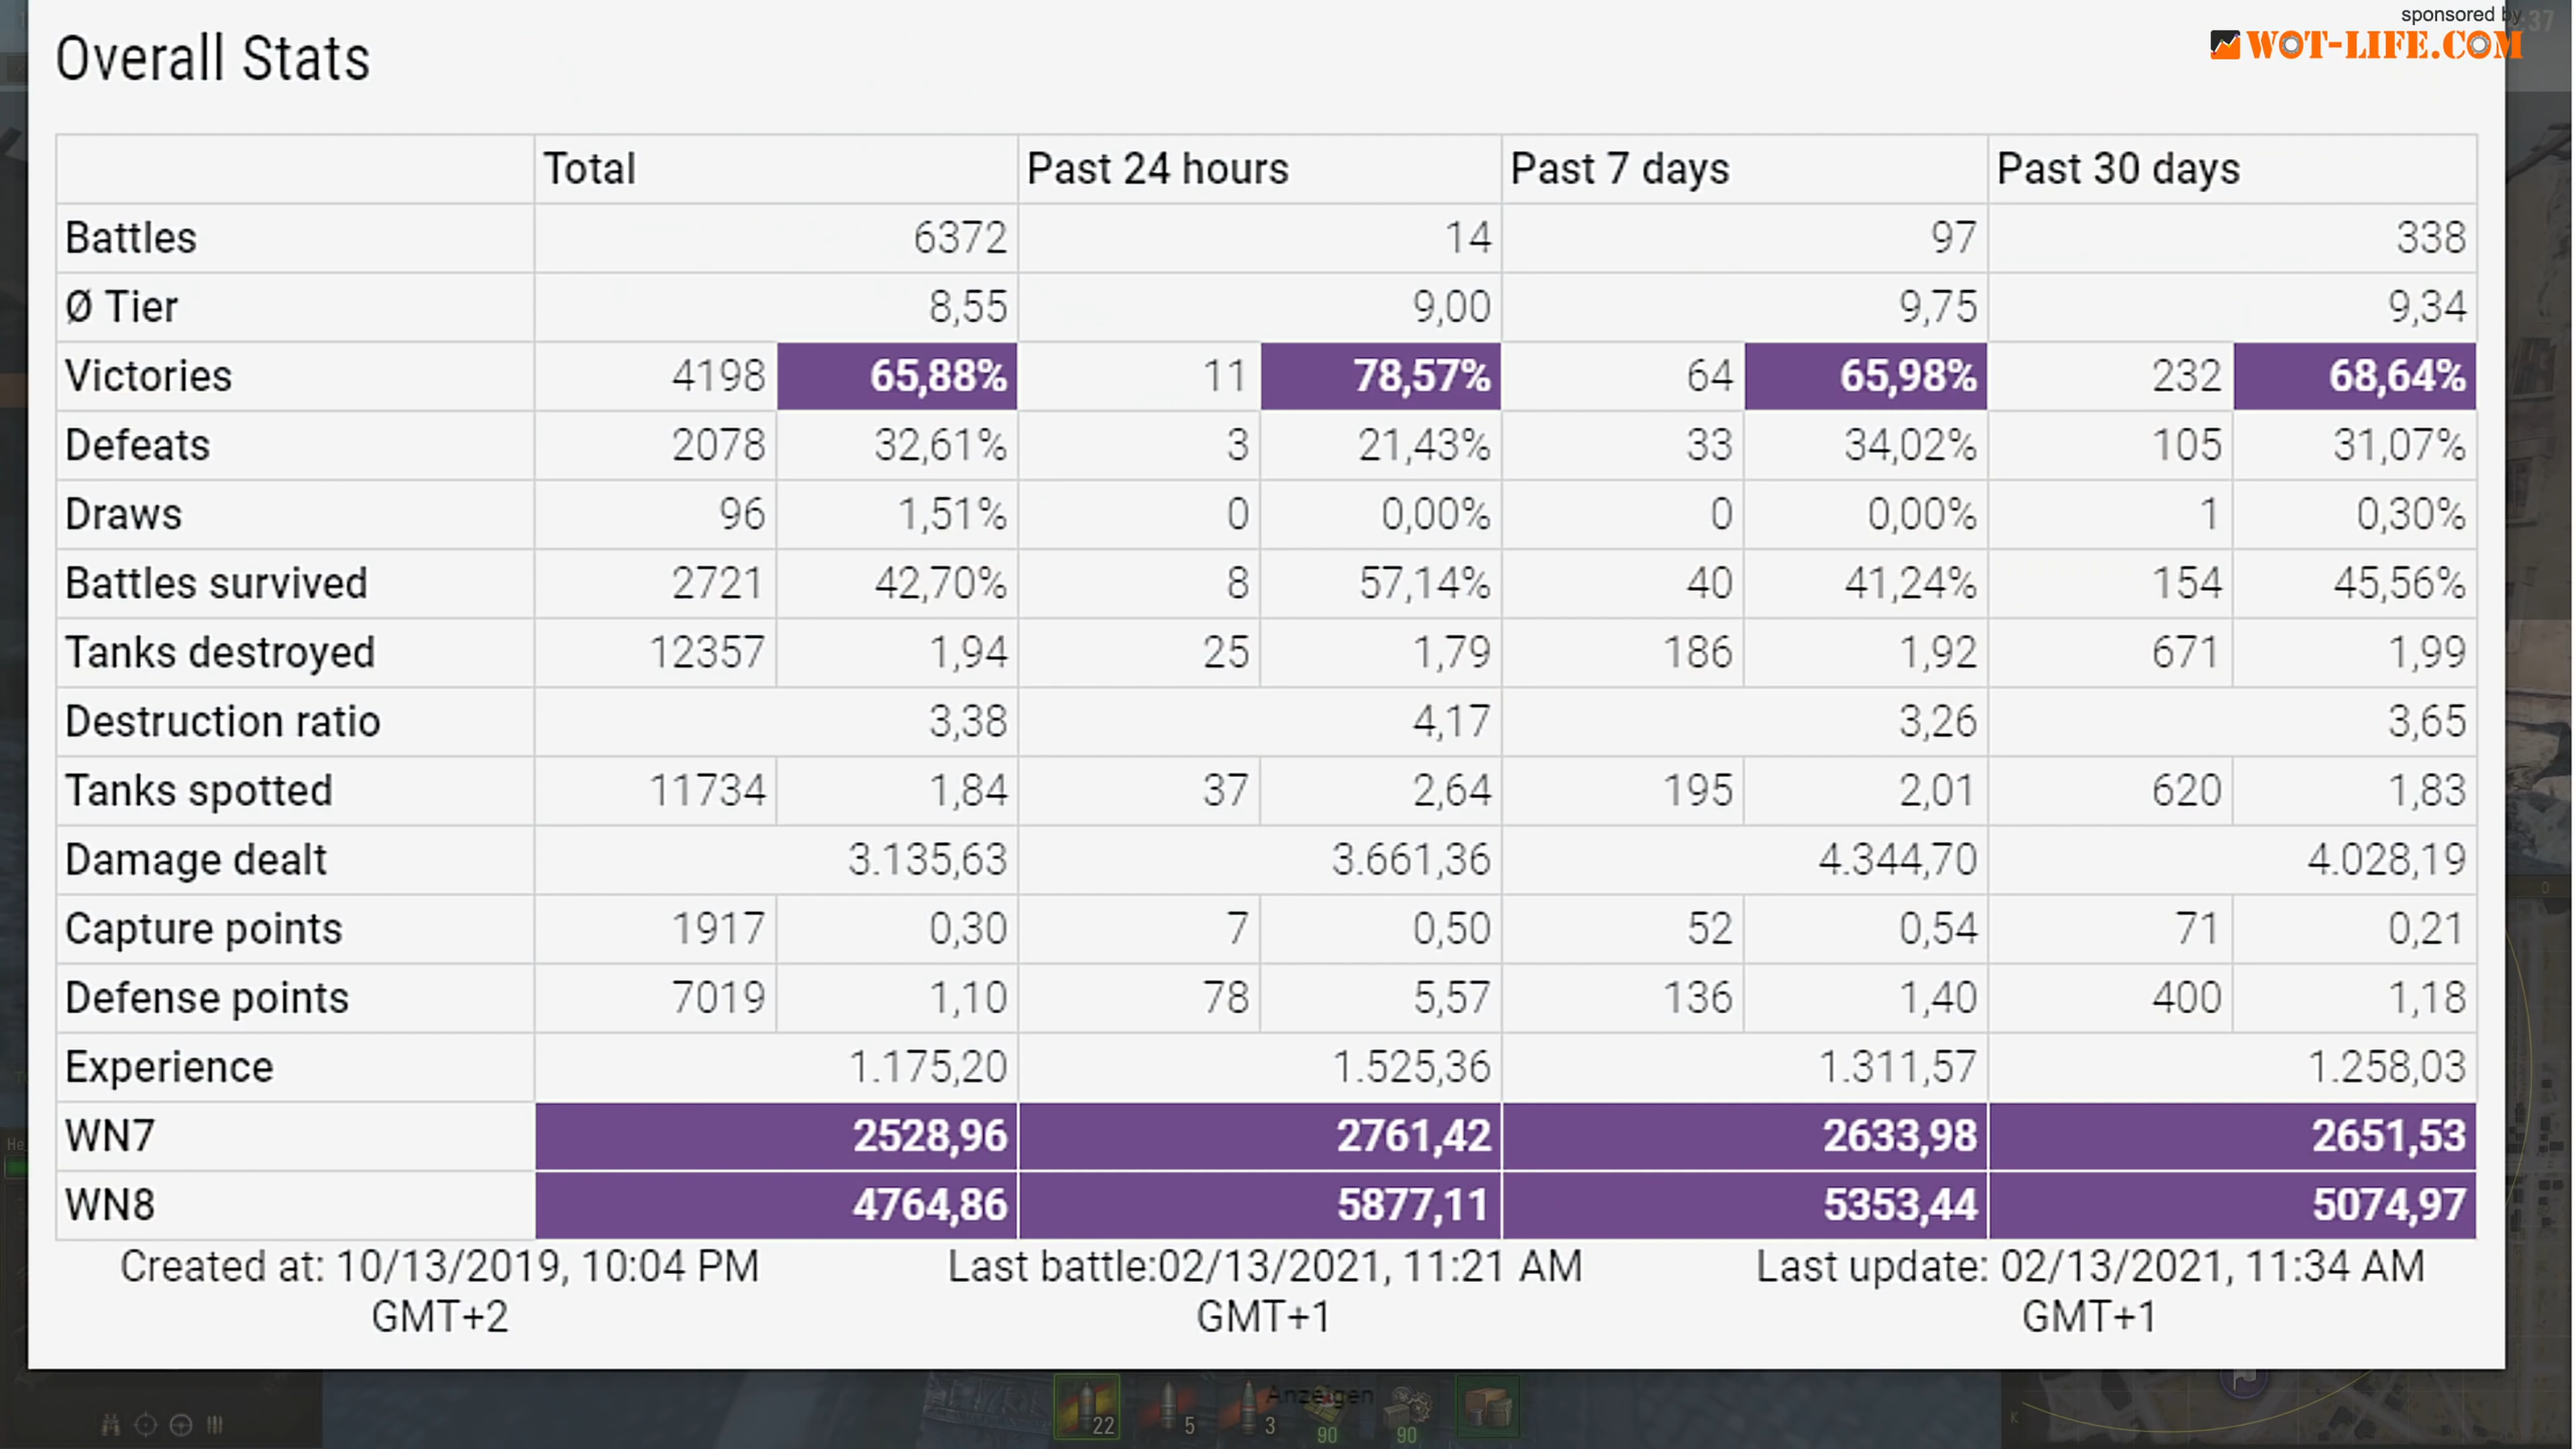 sponsored by
WOT-LIFE.COM
Overall Stats
Total Past 24 hours Past 7 days Past 30 days
Battles 6372 14 97 338
Ø Tier 8,55 9,00 9,75 9,34
Victories 4198 65,88% 11 78,57% 64 65,98% 232 68,64%
Defeats 2078 32,61% 3 21,43% 33 34,02% 105 31,07%
Draws 96 1,51% 0 0,00% 0 0,00% 1 0,30%
Battles survived 2721 42,70% 8 57,14% 40 41,24% 154 45,56%
Tanks destroyed 12357 1,94 25 1,79 186 1,92 671 1,99
Destruction ratio 3,38 4,17 3,26 3,65
Tanks spotted 11734 1,84 37 2,64 195 2,01 620 1,83
Damage dealt 3.135,63 3.661,36 4.344,70 4.028,19
Capture points 1917 0,30 7 0,50 52 0,54 71 0,21
Defense points 7019 1,10 78 5,57 136 1,40 400 1,18
Experience 1.175,20 1.525,36 1.311,57 1.258,03
WN7 2528,96 2761,42 2633,98 2651,53
WN8 4764,86 5877,11 5353,44 5074,97
Created at: 10/13/2019, 10:04 PM Last battle:02/13/2021, 11:21 AM Last update: 02/13/2021, 11:34 AM
GMT+2 GMT+1 GMT+1
Anzeigen
22 5 3 90 90
K